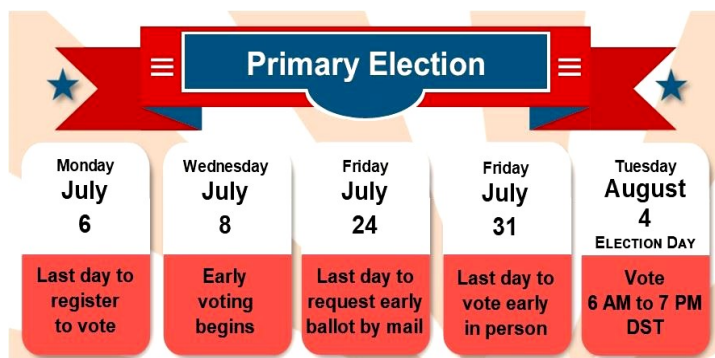 Primary Election
Monday
July
6
Last day to
register
to vote
Wednesday
July
8
Early
voting
begins
Friday
July
24
Last day to
request early
ballot by mail
Friday
July
31
Last day to
vote early
in person
Tuesday
August
4
ELECTION DAY
Vote
6 AM to 7 PM
DST